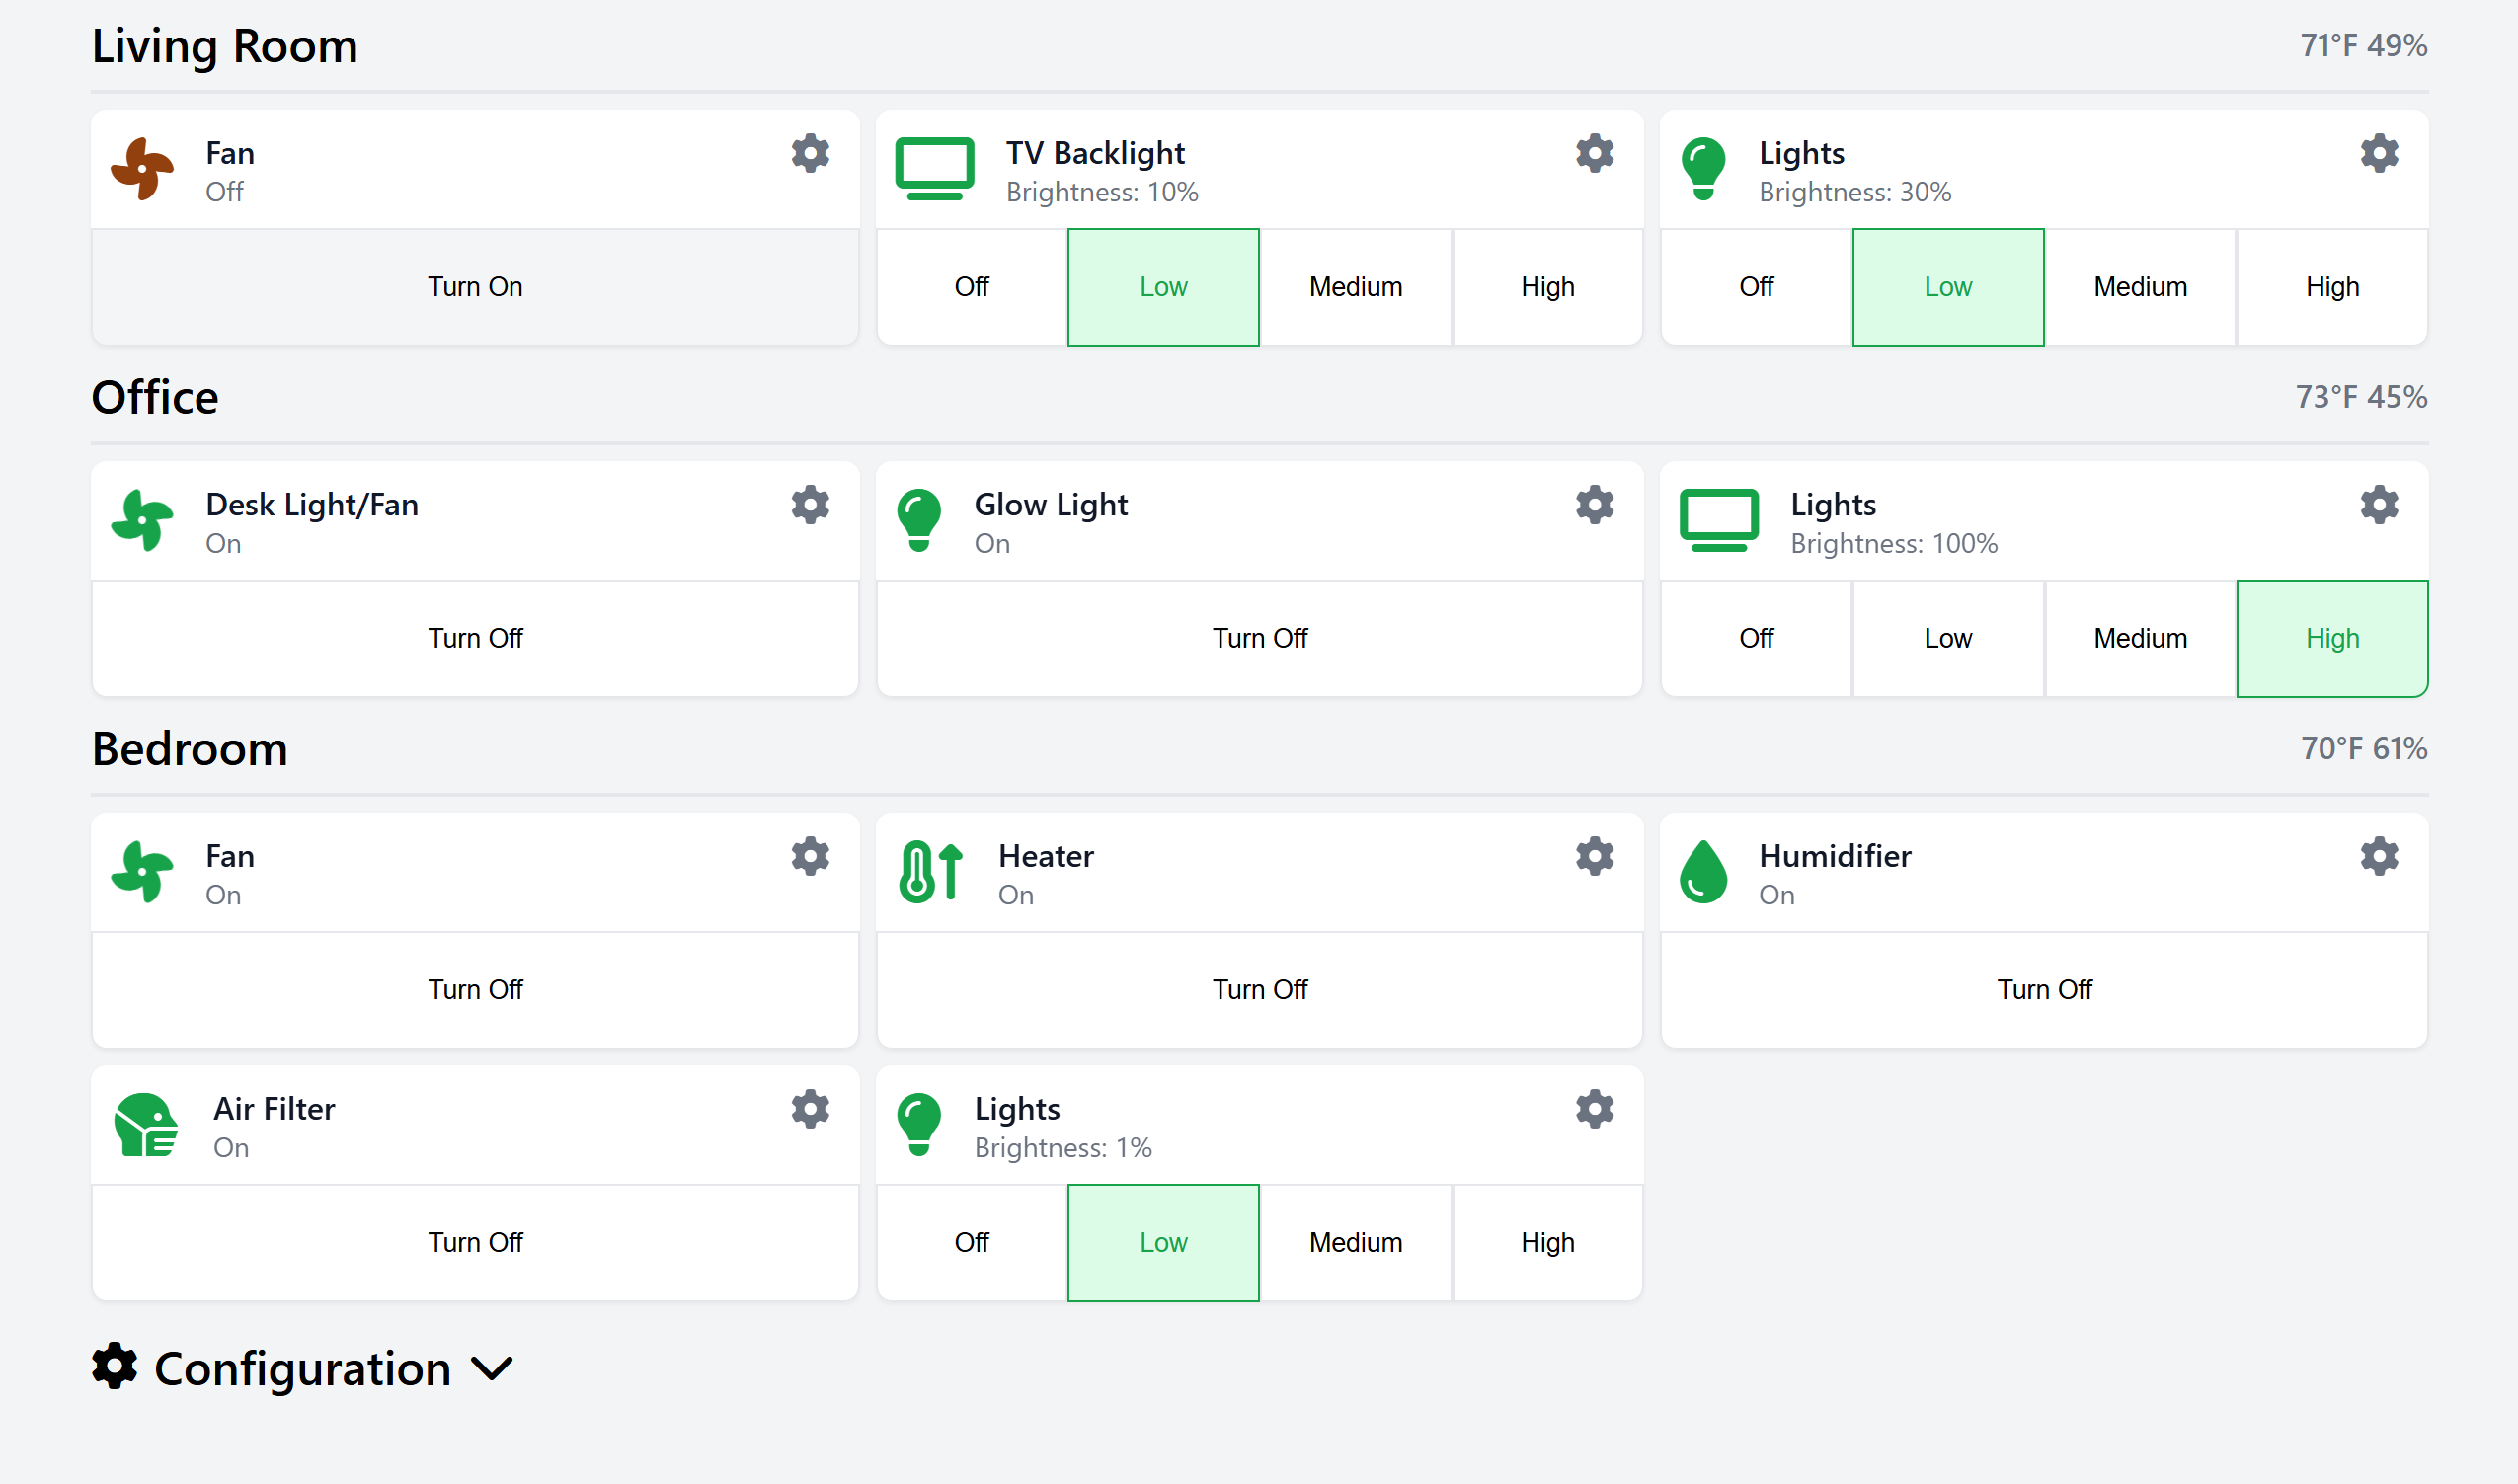 Living Room
71°F 49%
Fan
Off
Turn On
TV Backlight
Brightness: 10%
Off Low Medium High
Lights
Brightness: 30%
Off Low Medium High
Office
73°F 45%
Desk Light/Fan
On
Turn Off
Glow Light
On
Turn Off
Lights
Brightness: 100%
Off Low Medium High
Bedroom
70°F 61%
Fan
On
Turn Off
Heater
On
Turn Off
Humidifier
On
Turn Off
Air Filter
On
Turn Off
Lights
Brightness: 1%
Off Low Medium High
Configuration